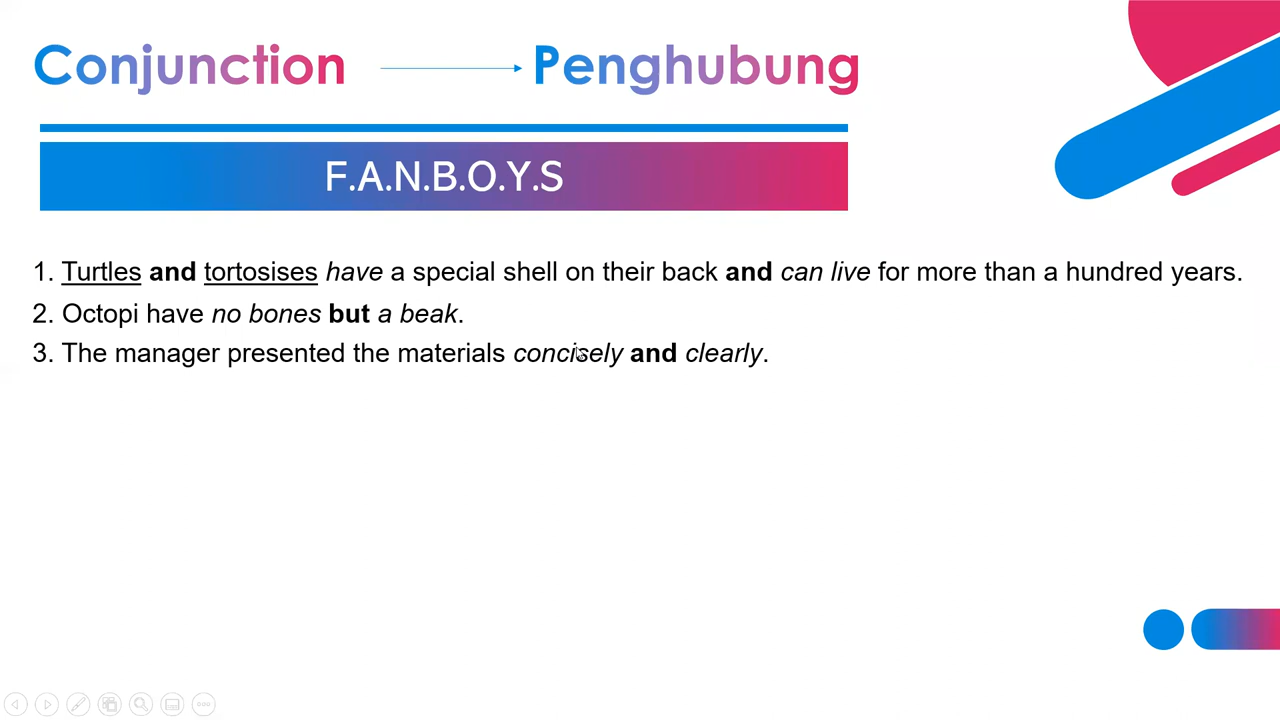 Conjunction Penghubung
F.A.N.B.O.Y.S
1. Turtles and tortosises have a special shell on their back and can live for more than a hundred years.
2. Octopi have no bones but a beak.
3. The manager presented the materials concisely and clearly.